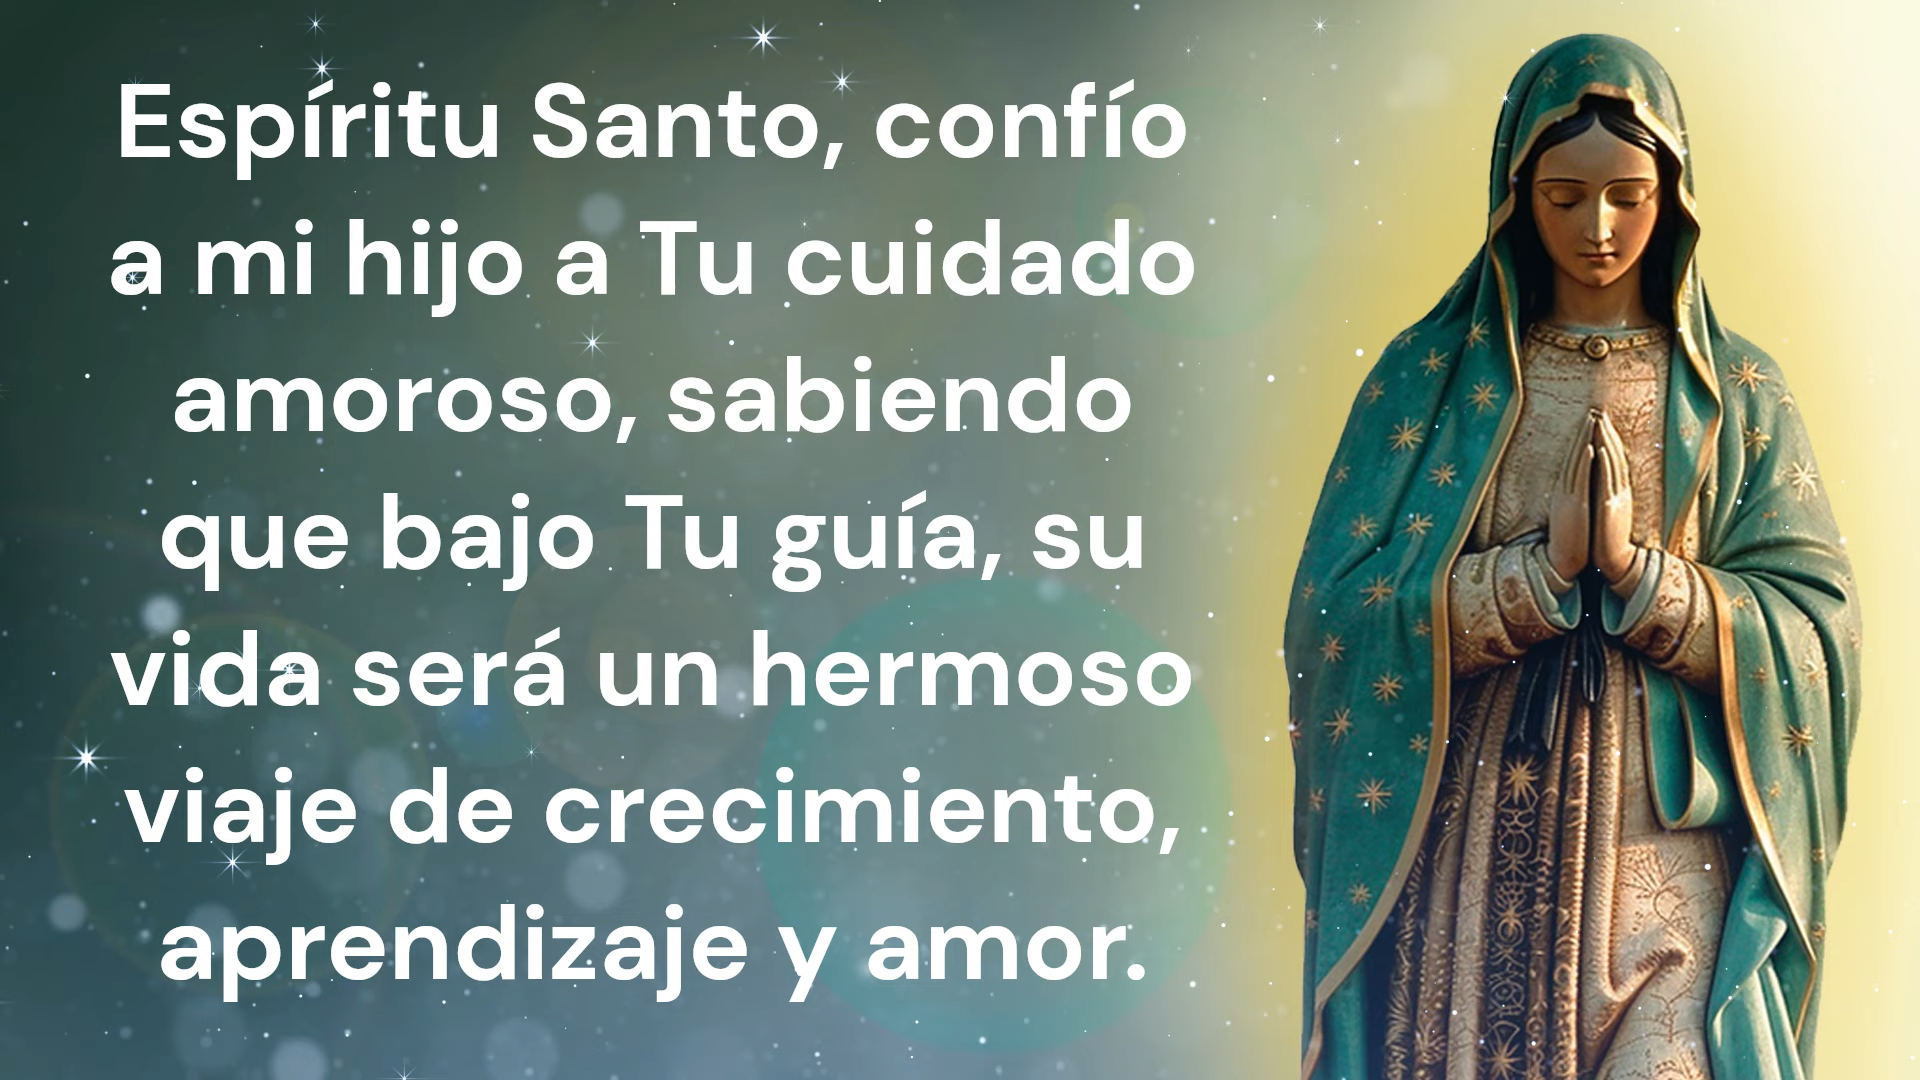 Espíritu Santo, confío
a mi hijo a Tu cuidado
amoroso, sabiendo
que bajo Tu guía, su
vida será un hermoso
viaje de crecimiento,
aprendizaje y amor.